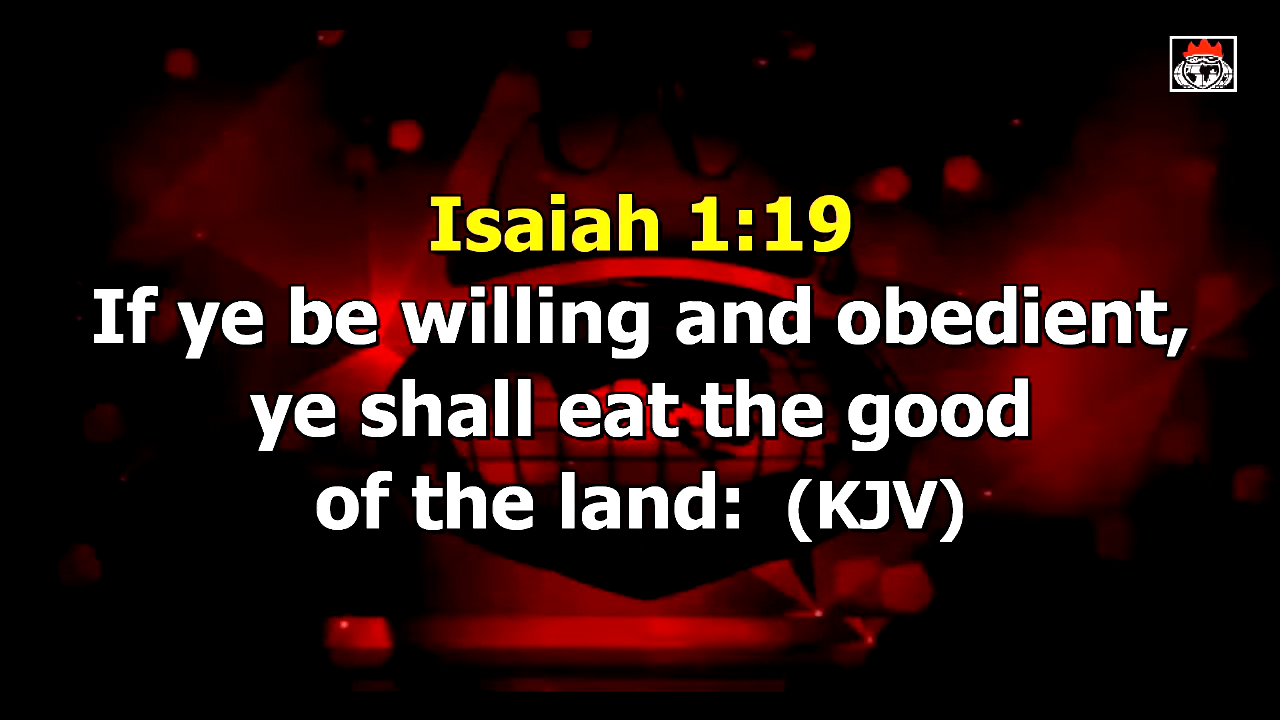 Isaiah 1:19
If ye be willing and obedient,
ye shall eat the good
of the land:  (KJV)